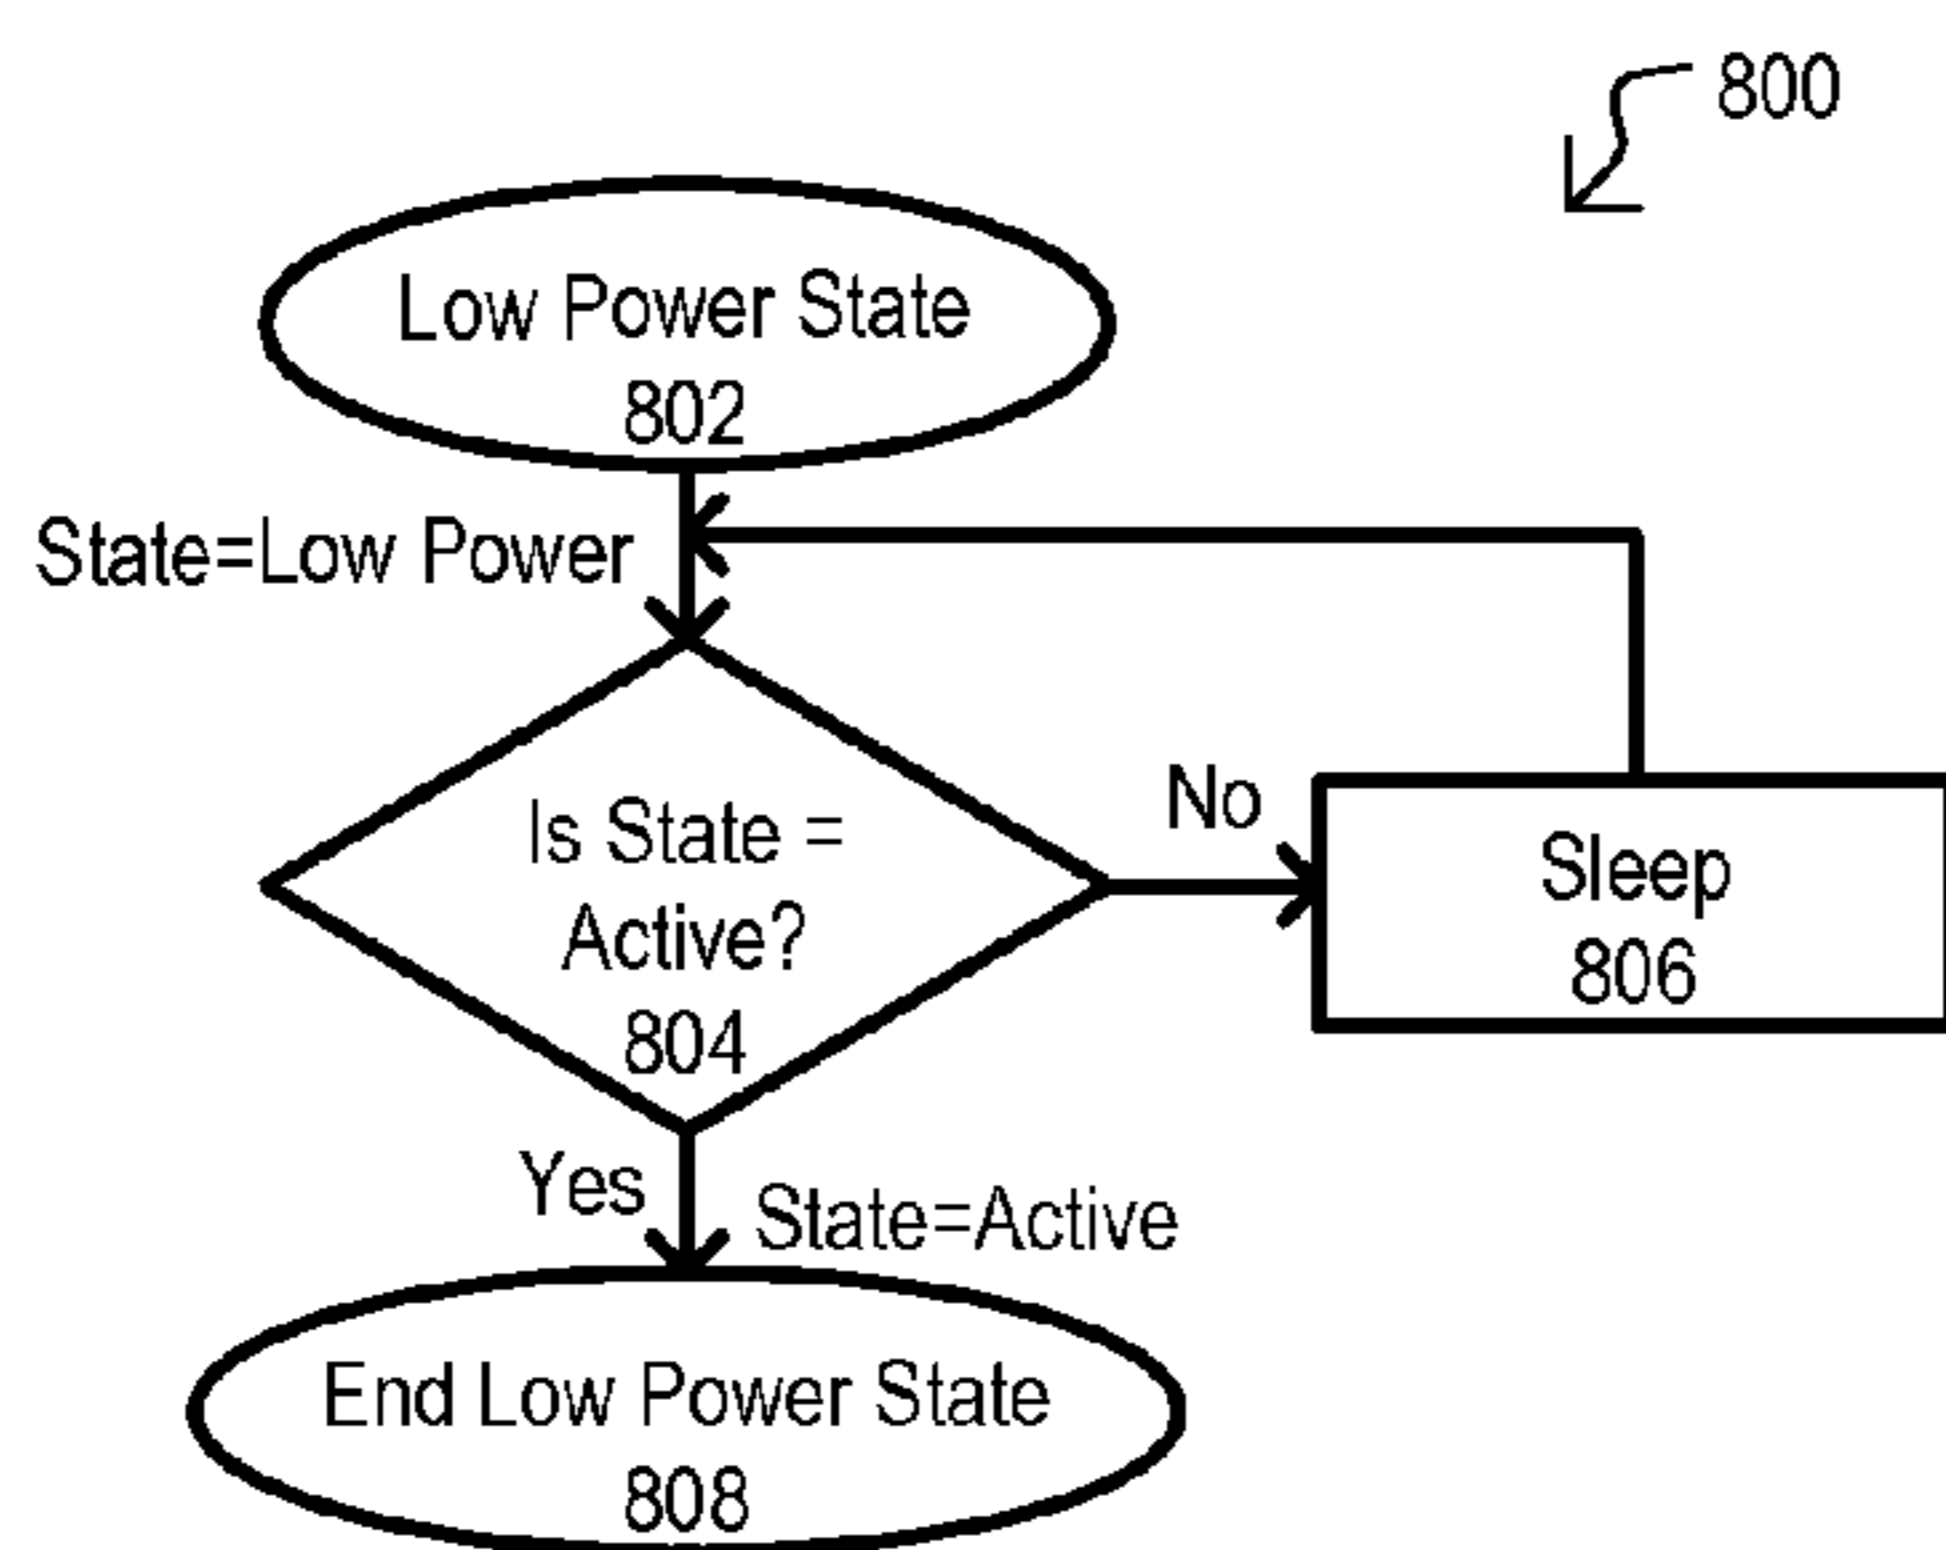 800
Low Power State
802
State=Low Power
Is State =
Active?
804
No
Sleep
806
Yes
State=Active
End Low Power State
808